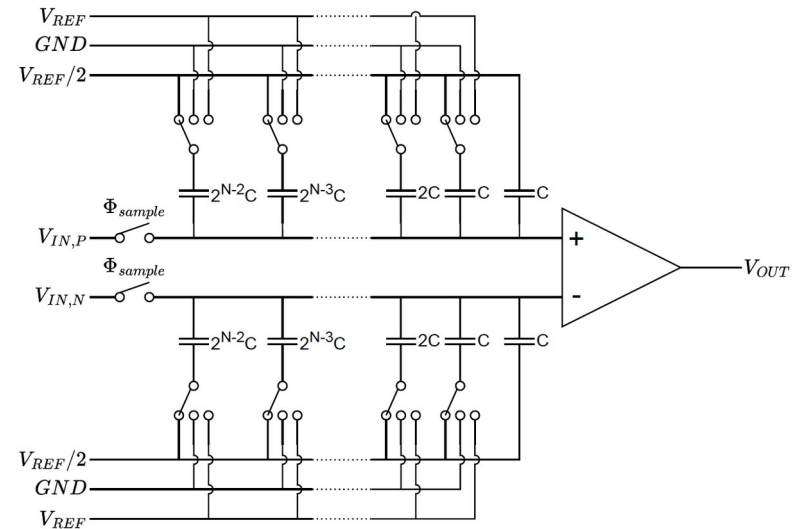 V_REF
GND
V_REF/2
2^{N-2}C 2^{N-3}C 2C C C
Φ_sample
V_IN,P
+
Φ_sample
V_OUT
V_IN,N
-
2^{N-2}C 2^{N-3}C 2C C C
V_REF/2
GND
V_REF